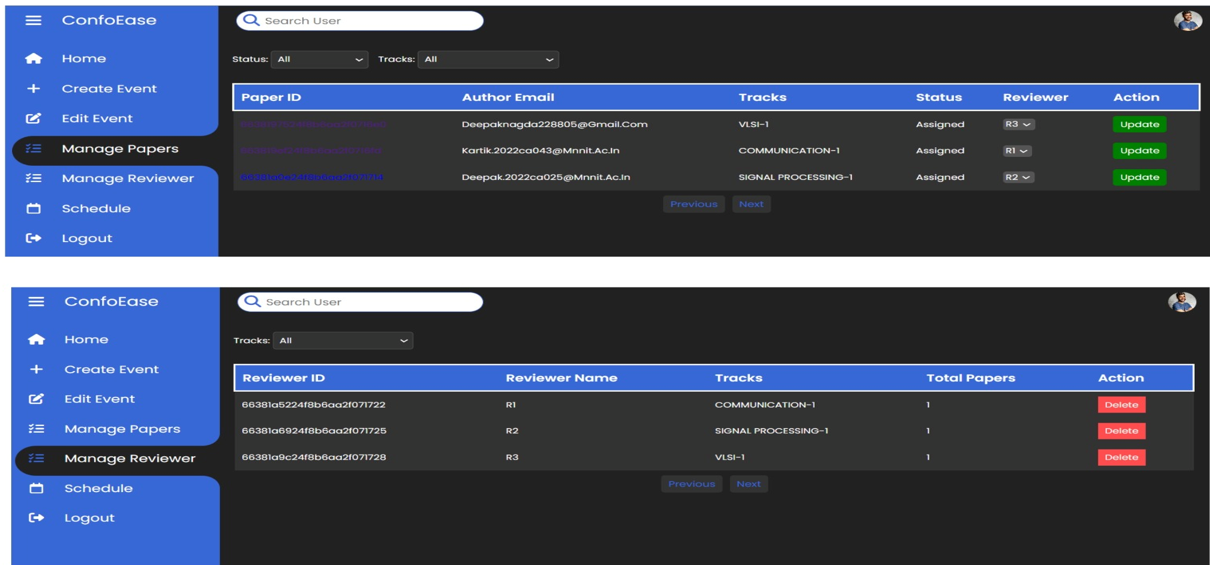 ConfoEase Search User
Home Status: All Tracks: All
Create Event
Paper ID Author Email Tracks Status Reviewer Action
Edit Event Deepaknagda228805@Gmail.Com VLSI-1 Assigned R3 Update
Manage Papers Kartik.2022ca043@Mnnit.Ac.In COMMUNICATION-1 Assigned R1 Update
Manage Reviewer Deepak.2022ca025@Mnnit.Ac.In SIGNAL PROCESSING-1 Assigned R2 Update
Schedule Previous Next
Logout
ConfoEase Search User
Home Tracks: All
Create Event
Reviewer ID Reviewer Name Tracks Total Papers Action
Edit Event 66381a5224f8b6aa2f071722 R1 COMMUNICATION-1 1 Delete
Manage Papers 66381a6924f8b6aa2f071725 R2 SIGNAL PROCESSING-1 1 Delete
Manage Reviewer 66381a9c24f8b6aa2f071728 R3 VLSI-1 1 Delete
Schedule Previous Next
Logout